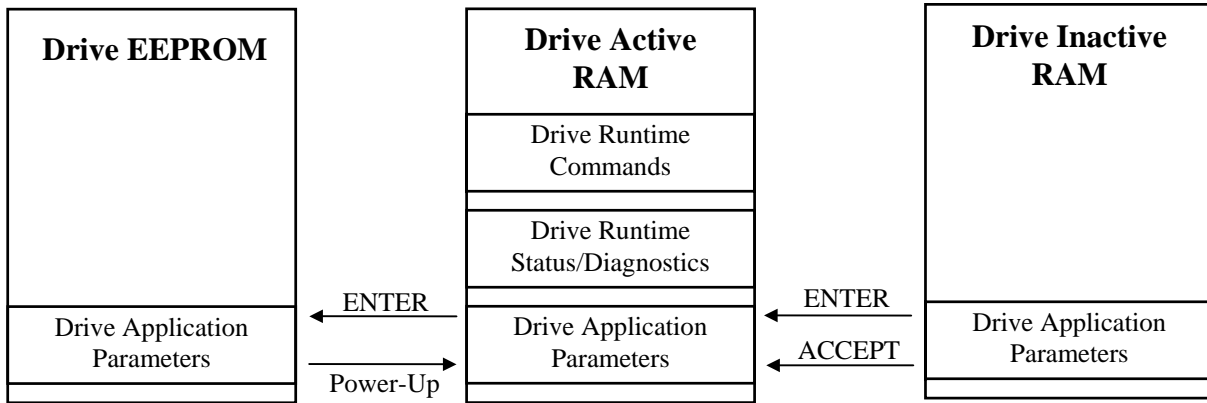 Drive EEPROM
Drive Application
Parameters
ENTER
Power-Up
Drive Active
RAM
Drive Runtime
Commands
Drive Runtime
Status/Diagnostics
Drive Application
Parameters
ENTER
ACCEPT
Drive Inactive
RAM
Drive Application
Parameters